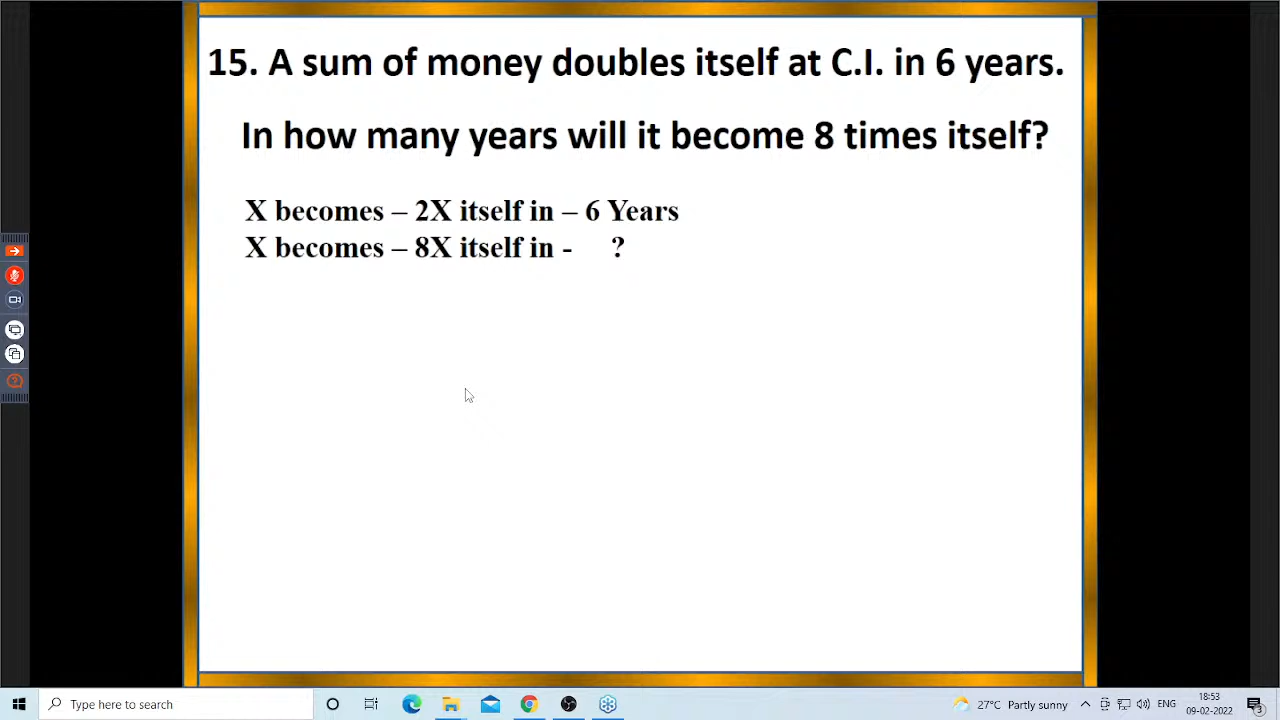 15. A sum of money doubles itself at C.I. in 6 years.
In how many years will it become 8 times itself?
X becomes – 2X itself in – 6 Years
X becomes – 8X itself in - ?
Type here to search
27°C Partly sunny
ENG
18:53
09-02-2022
3